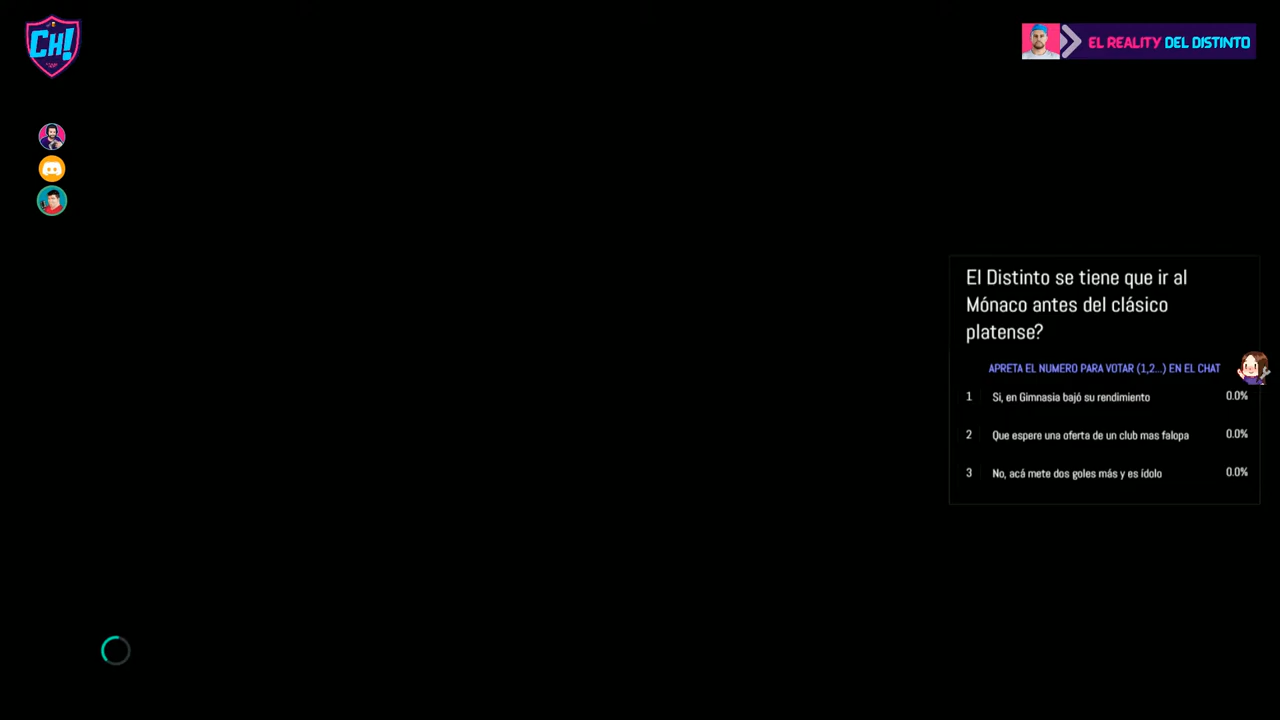 CH!
EL REALITY DEL DISTINTO
El Distinto se tiene que ir al
Mónaco antes del clásico
platense?
APRETA EL NUMERO PARA VOTAR (1,2...) EN EL CHAT
1 Si, en Gimnasia bajó su rendimiento 0.0%
2 Que espere una oferta de un club mas falopa 0.0%
3 No, acá mete dos goles más y es ídolo 0.0%